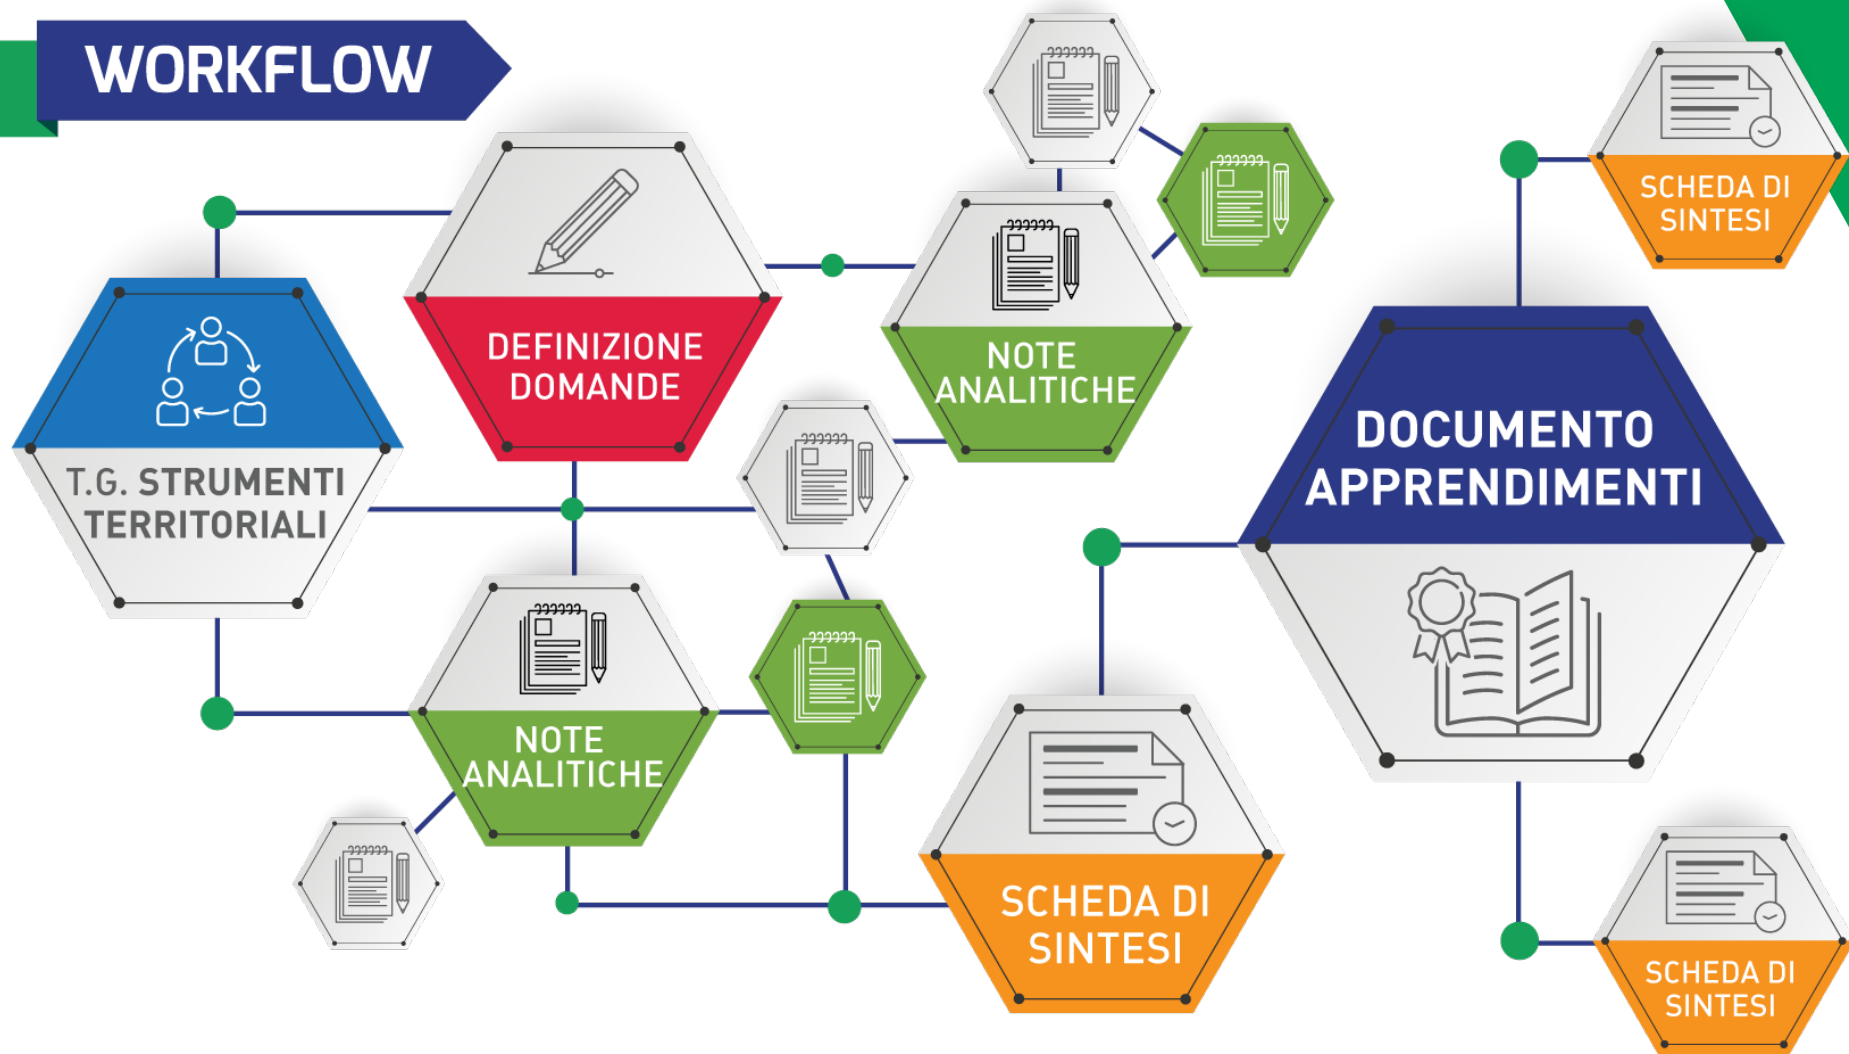 WORKFLOW
T.G. STRUMENTI
TERRITORIALI
DEFINIZIONE
DOMANDE
NOTE
ANALITICHE
NOTE
ANALITICHE
SCHEDA DI
SINTESI
DOCUMENTO
APPRENDIMENTI
SCHEDA DI
SINTESI
SCHEDA DI
SINTESI